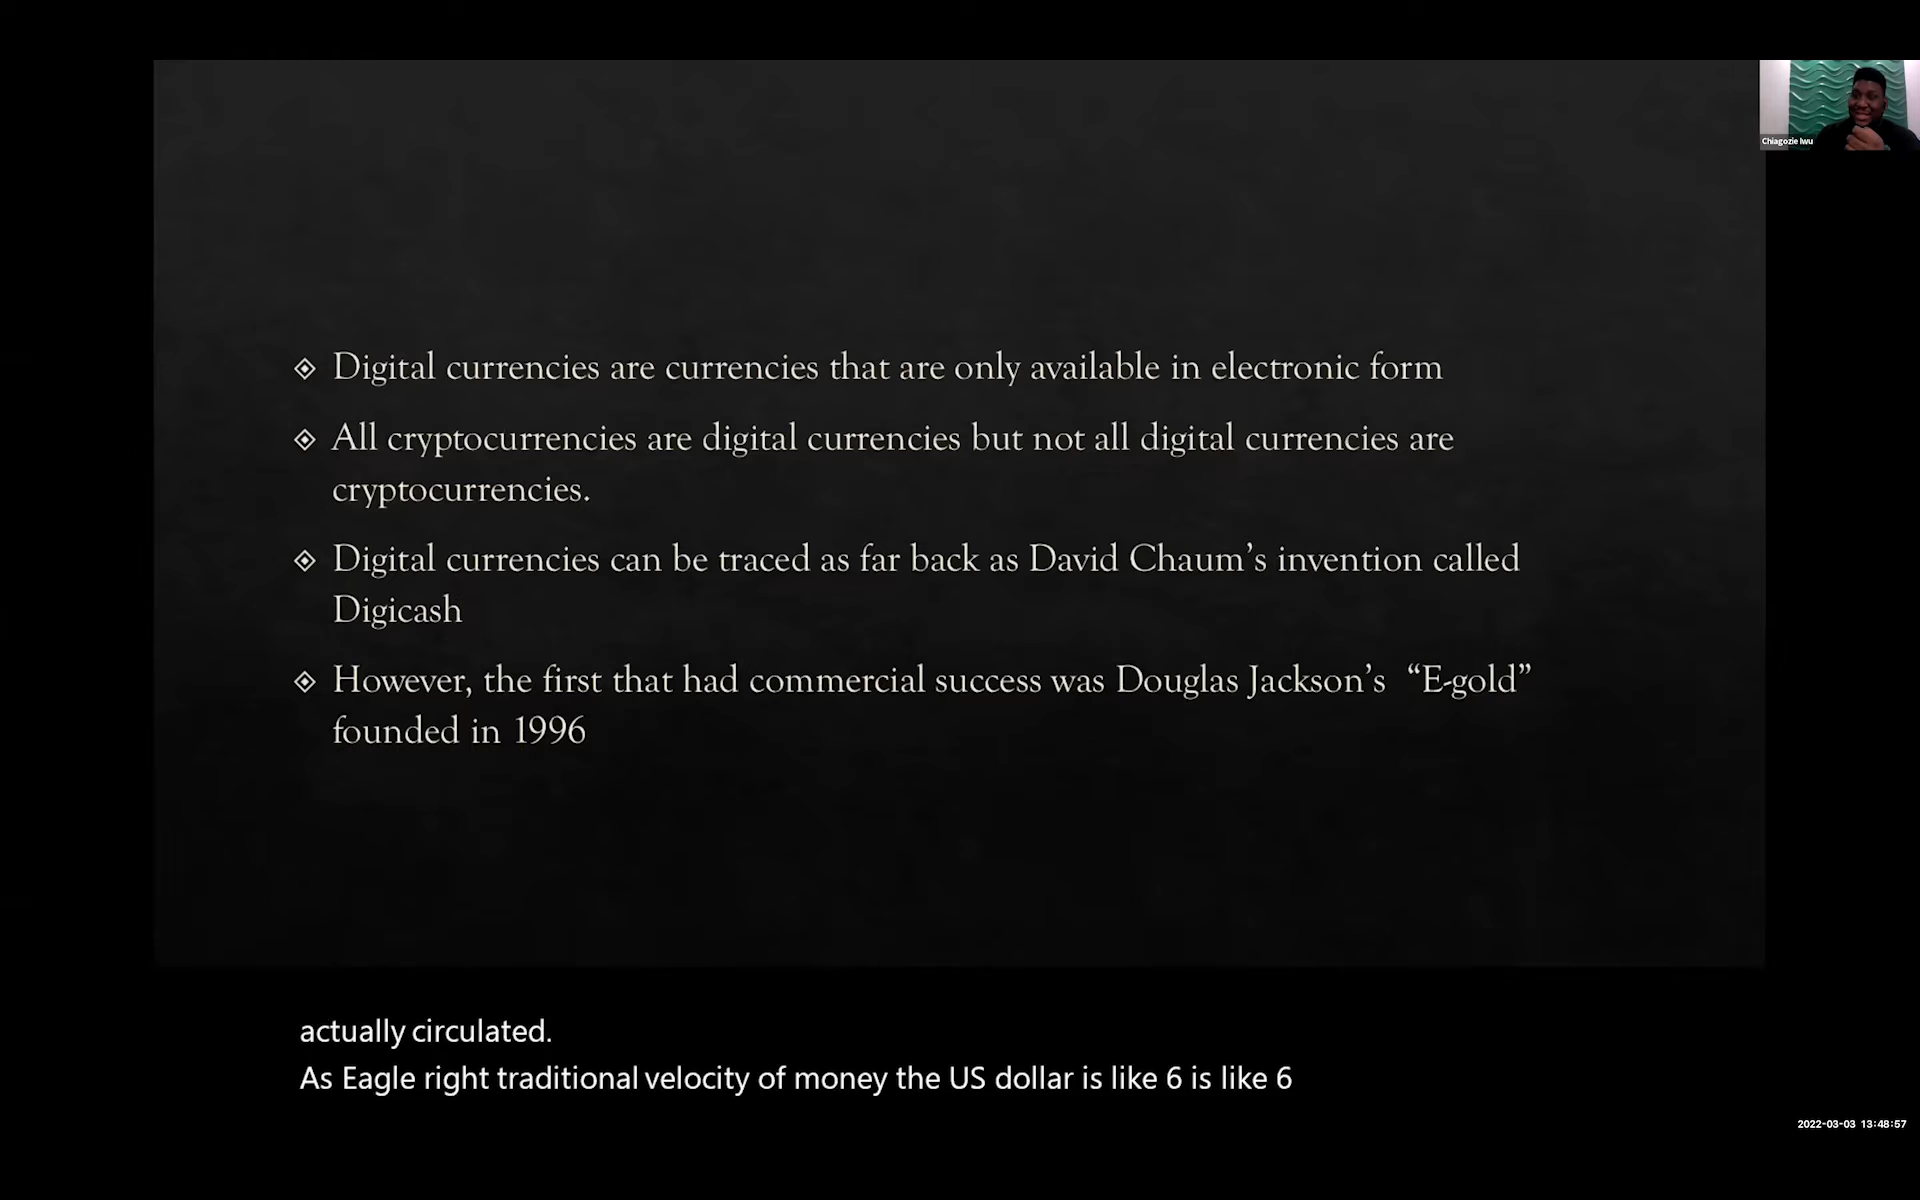 Chiagozie Iwu
Digital currencies are currencies that are only available in electronic form
All cryptocurrencies are digital currencies but not all digital currencies are
cryptocurrencies.
Digital currencies can be traced as far back as David Chaum’s invention called
Digicash
However, the first that had commercial success was Douglas Jackson’s “E-gold”
founded in 1996
actually circulated.
As Eagle right traditional velocity of money the US dollar is like 6 is like 6
2022-03-03 13:48:57